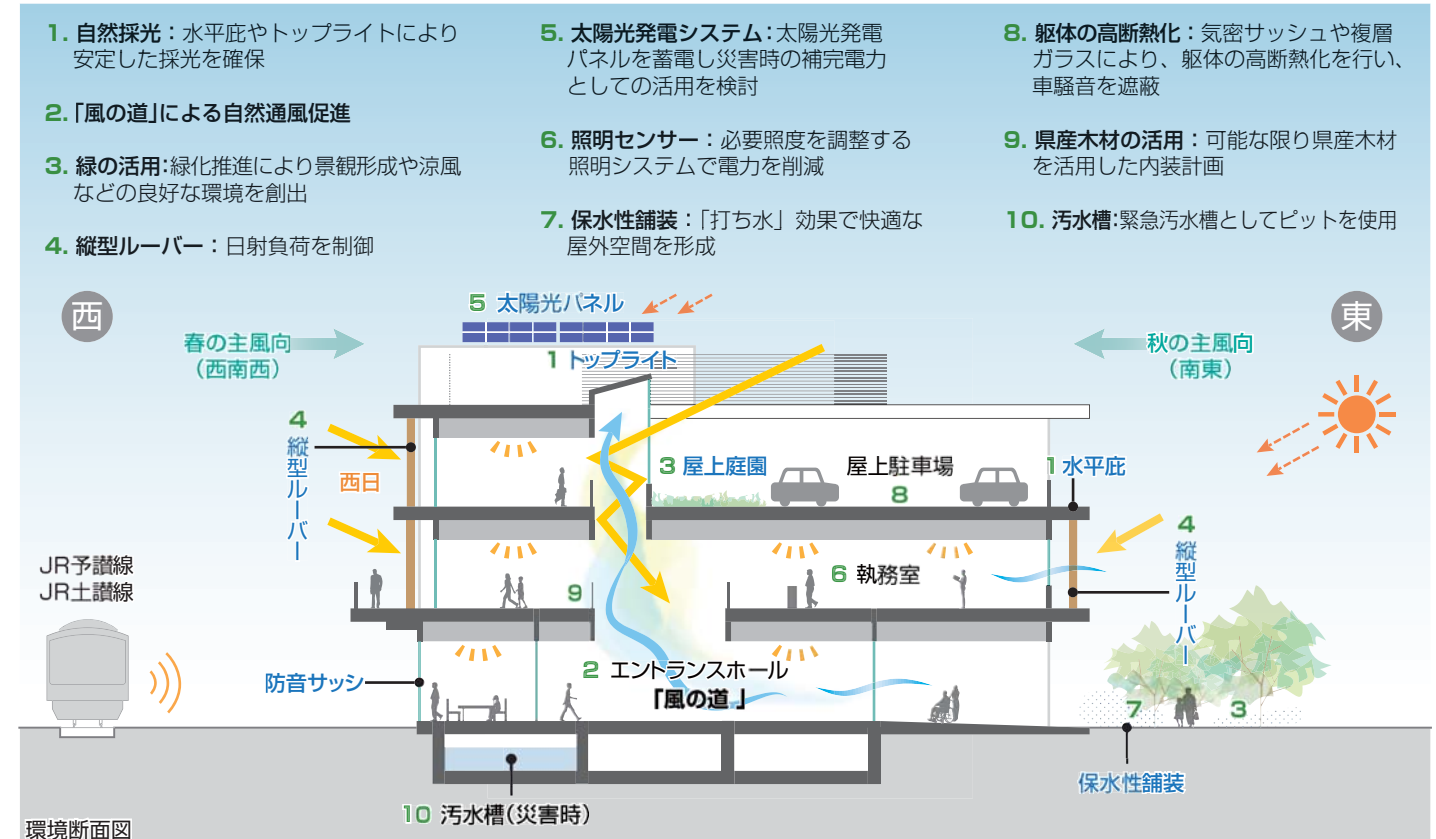 1. 自然採光：水平庇やトップライトにより
安定した採光を確保
2.「風の道」による自然通風促進
3. 緑の活用:緑化推進により景観形成や涼風
などの良好な環境を創出
4. 縦型ルーバー：日射負荷を制御
5. 太陽光発電システム：太陽光発電
パネルを蓄電し災害時の補完電力
としての活用を検討
6. 照明センサー：必要照度を調整する
照明システムで電力を削減
7. 保水性舗装：「打ち水」効果で快適な
屋外空間を形成
8. 躯体の高断熱化：気密サッシュや複層
ガラスにより、躯体の高断熱化を行い、
車騒音を遮蔽
9. 県産木材の活用：可能な限り県産木材
を活用した内装計画
10. 汚水槽:緊急汚水槽としてピットを使用
西
5 太陽光パネル
東
春の主風向
（西南西）
1 トップライト
秋の主風向
（南東）
4
縦型ルーバー
西日
3 屋上庭園
屋上駐車場
8
1 水平庇
4
縦型ルーバー
JR予讃線
JR土讃線
9
6 執務室
防音サッシ
2 エントランスホール
「風の道」
7
3
保水性舗装
10 汚水槽(災害時)
環境断面図